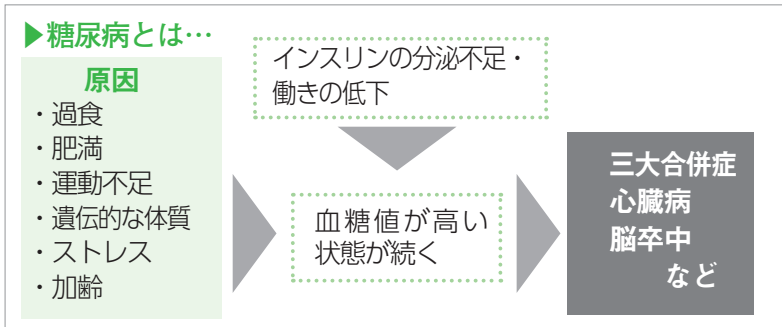 ▶糖尿病とは…
原因
・過食
・肥満
・運動不足
・遺伝的な体質
・ストレス
・加齢
インスリンの分泌不足・
働きの低下
血糖値が高い
状態が続く
三大合併症
心臓病
脳卒中
など